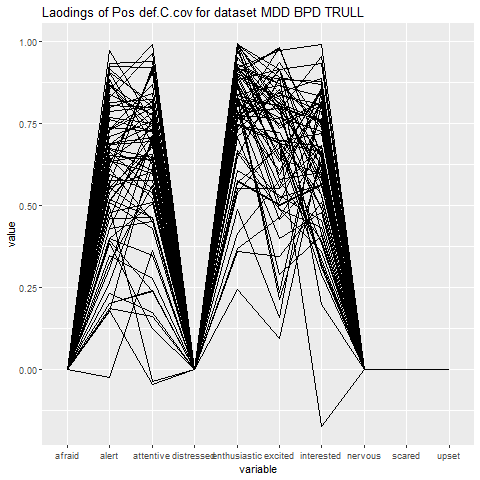 Laodings of Pos def.C.cov for dataset MDD BPD TRULL
1.00
0.75
0.50
0.25
0.00
value
afraid alert attentive distressed enthusiastic excited interested nervous scared upset
variable